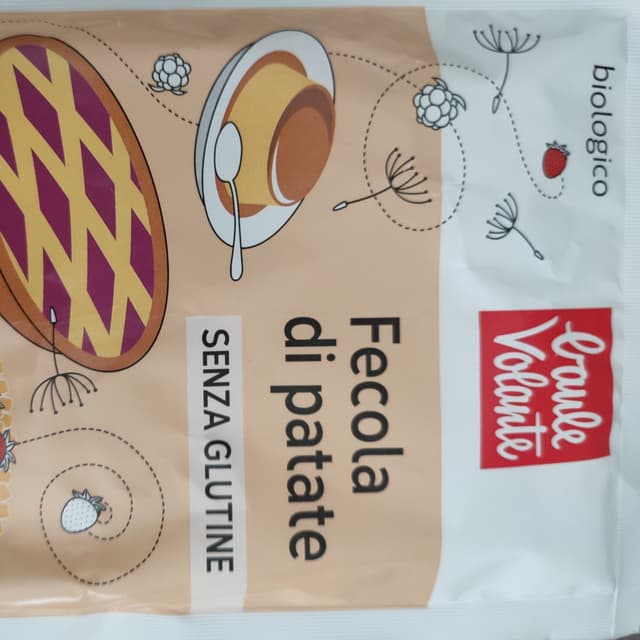 biologico
baule
Volante
Fecola
di patate
SENZA GLUTINE